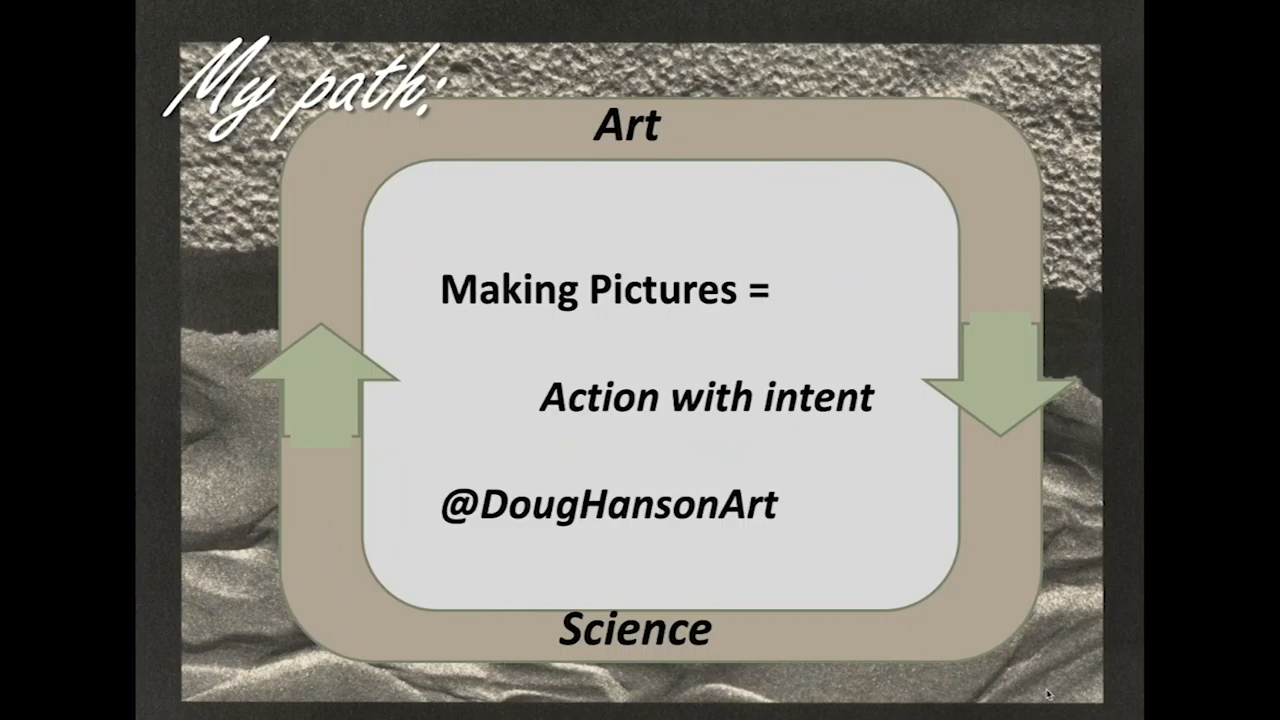 My path:
Art
Making Pictures =
Action with intent
@DougHansonArt
Science